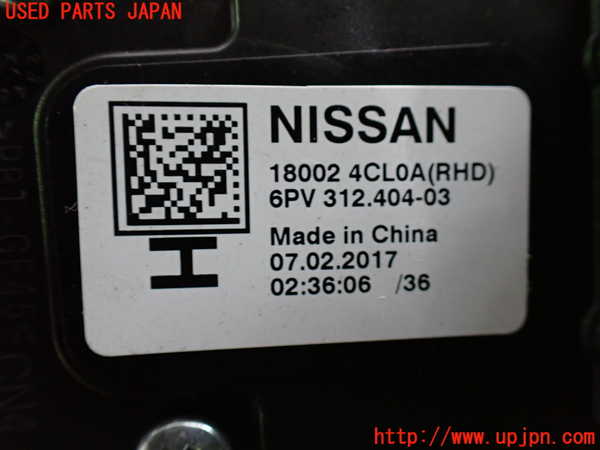 USED PARTS JAPAN
NISSAN
18002 4CL0A(RHD)
6PV 312.404-03
Made in China
07.02.2017
02:36:06 /36
H
http://www.upjpn.com/